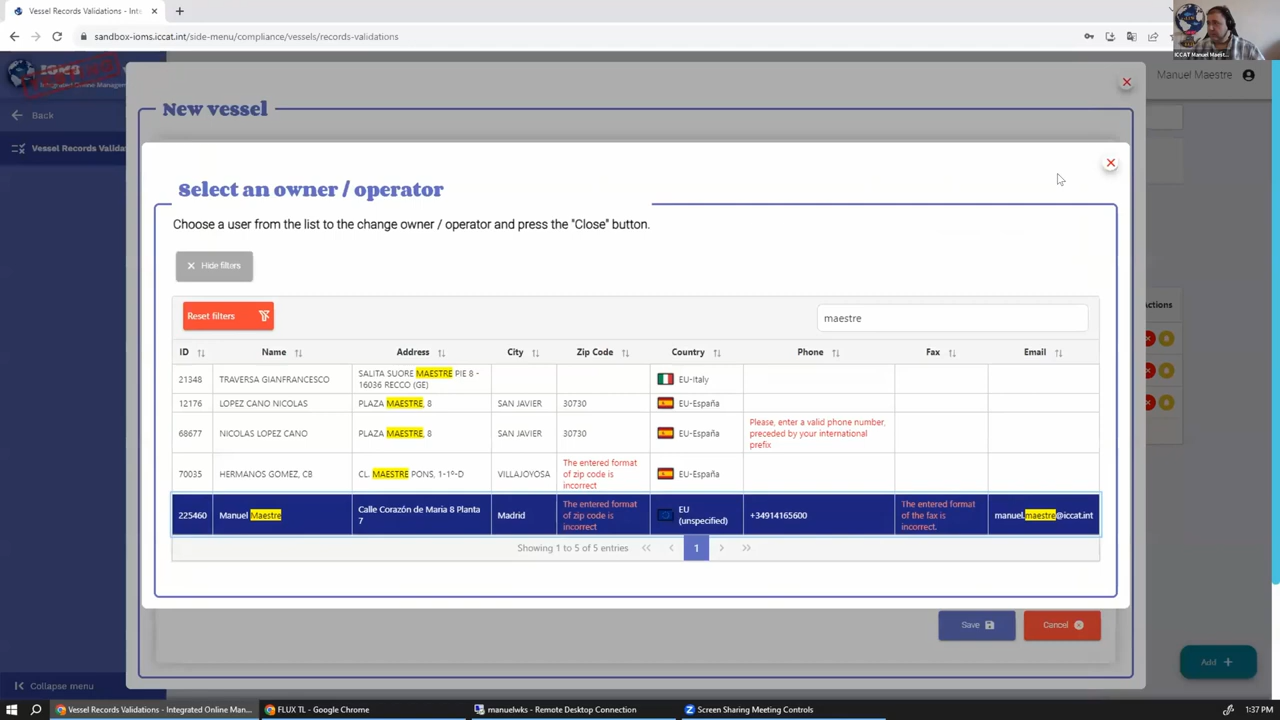 Vessel Records Validations - Inte
sandbox-ioms.iccat.int/side-menu/compliance/vessels/records-validations
ICCAT Manuel Maest...
IOMS
Integrated Online Manage
Manuel Maestre
Back
Vessel Records Valida
New vessel
Select an owner / operator
Choose a user from the list to the change owner / operator and press the "Close" button.
Hide filters
Reset filters
maestre
ctions
ID Name Address City Zip Code Country Phone Fax Email
21348 TRAVERSA GIANFRANCESCO SALITA SUORE MAESTRE PIE 8 - EU-Italy
16036 RECCO (GE)
12176 LOPEZ CANO NICOLAS PLAZA MAESTRE, 8 SAN JAVIER 30730 EU-España
Please, enter a valid phone number,
68677 NICOLAS LOPEZ CANO PLAZA MAESTRE, 8 SAN JAVIER 30730 EU-España preceded by your international
prefix
The entered format
70035 HERMANOS GOMEZ, CB CL. MAESTRE PONS, 1-1º-D VILLAJOYOSA of zip code is EU-España
incorrect
The entered format The entered format
225460 Manuel Maestre Calle Corazón de Maria 8 Planta Madrid of zip code is EU +34914165600 of the fax is manuel.maestre@iccat.int
7 incorrect (unspecified) incorrect.
Showing 1 to 5 of 5 entries 1
Save
Cancel
Add
Collapse menu
Vessel Records Validations - Integrated Online Man...
FLUX TL - Google Chrome
manuelwks - Remote Desktop Connection
Screen Sharing Meeting Controls
1:37 PM